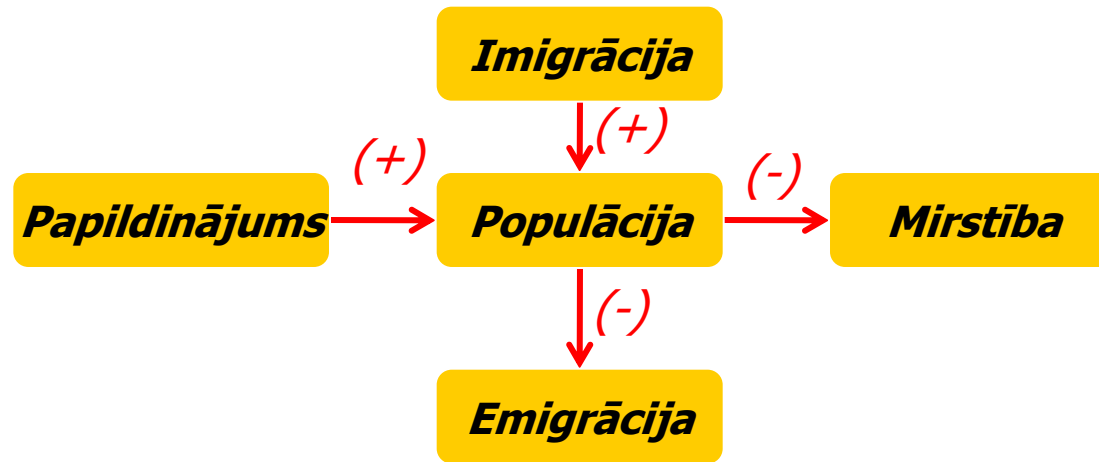 Imigrācija
(+)
(+)
(-)
Papildinājums
Populācija
Mirstība
(-)
Emigrācija